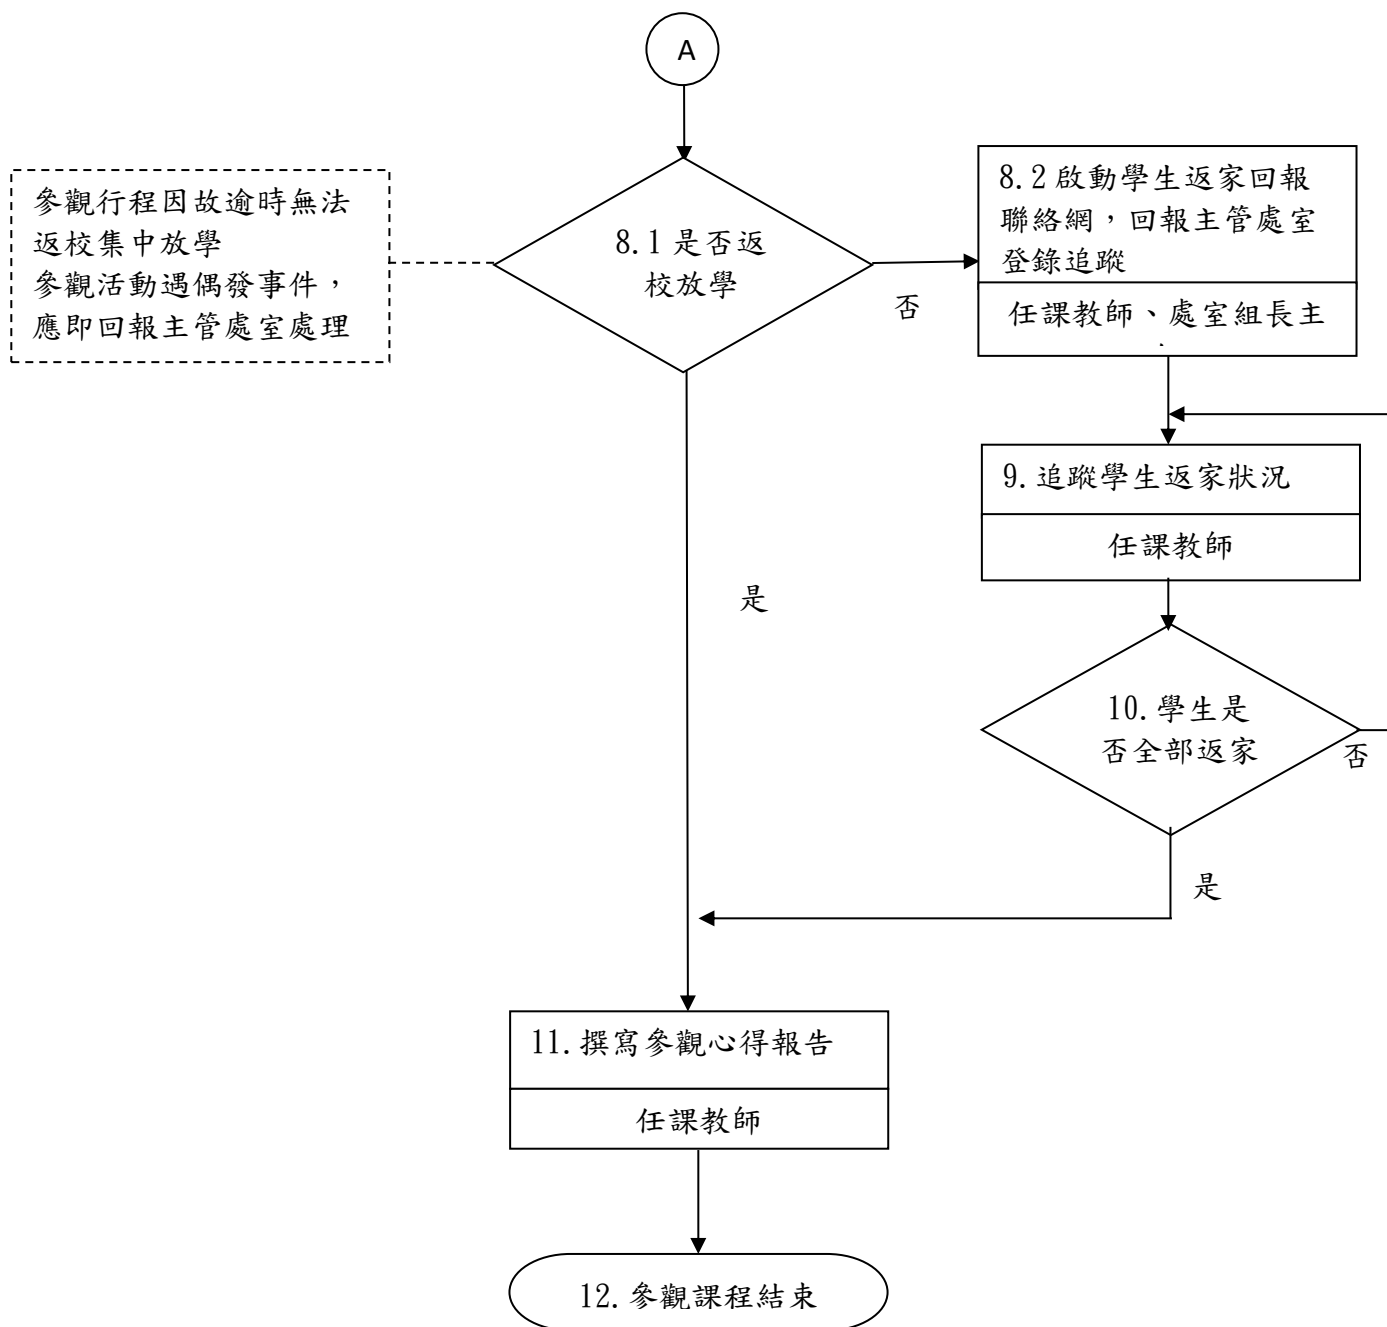 A
參觀行程因故逾時無法
返校集中放學
參觀活動遇偶發事件，
應即回報主管處室處理
8.1 是否返
校放學
否
8.2 啟動學生返家回報
聯絡網，回報主管處室
登錄追蹤
任課教師、處室組長主
9. 追蹤學生返家狀況
任課教師
是
10. 學生是
否全部返家
否
是
11. 撰寫參觀心得報告
任課教師
12. 參觀課程結束